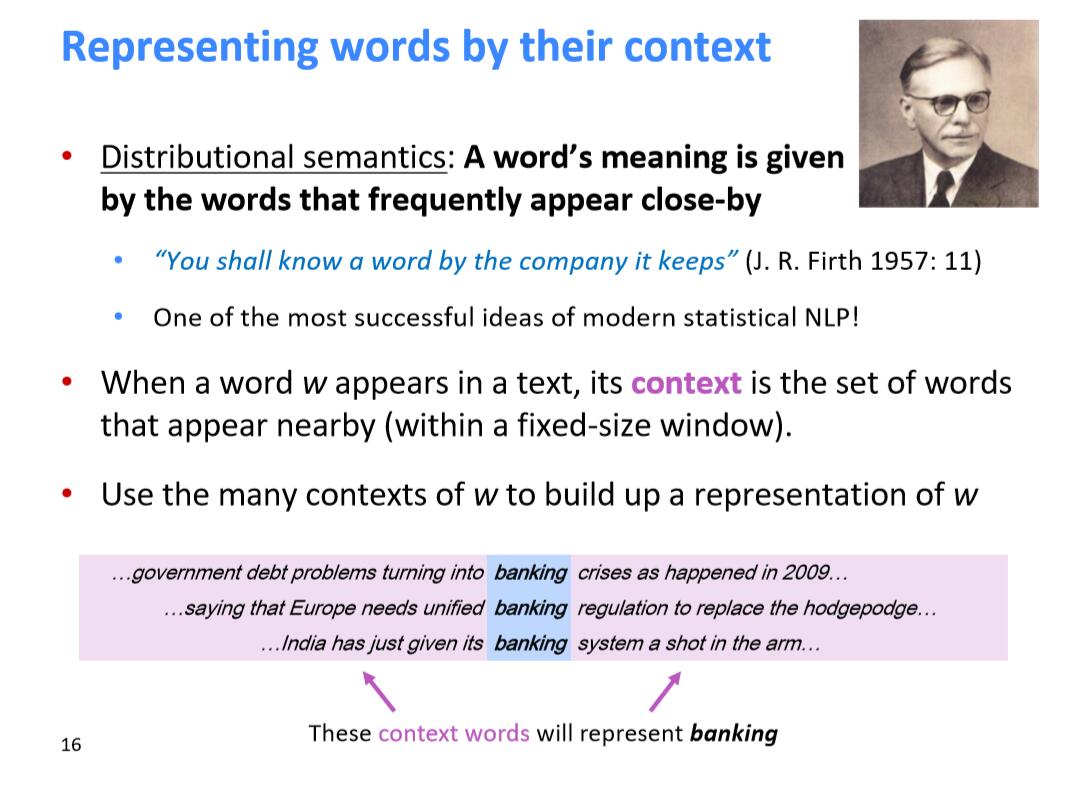 Representing words by their context
• Distributional semantics: A word’s meaning is given
by the words that frequently appear close-by
• “You shall know a word by the company it keeps” (J. R. Firth 1957: 11)
• One of the most successful ideas of modern statistical NLP!
• When a word w appears in a text, its context is the set of words
that appear nearby (within a fixed-size window).
• Use the many contexts of w to build up a representation of w
…government debt problems turning into banking crises as happened in 2009…
…saying that Europe needs unified banking regulation to replace the hodgepodge…
…India has just given its banking system a shot in the arm…
These context words will represent banking
16